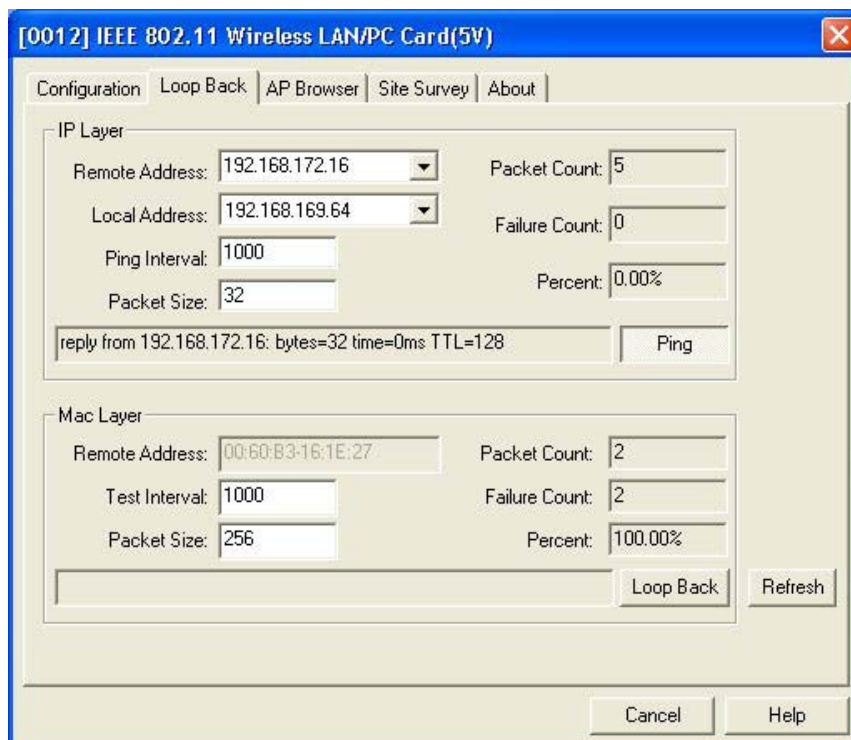 [0012] IEEE 802.11 Wireless LAN/PC Card(5V)
Configuration Loop Back AP Browser Site Survey About
IP Layer
Remote Address: 192.168.172.16 Packet Count: 5
Local Address: 192.168.169.64 Failure Count: 0
Ping Interval: 1000
Percent: 0.00%
Packet Size: 32
reply from 192.168.172.16: bytes=32 time=0ms TTL=128 Ping
Mac Layer
Remote Address: 00:60:B3-16:1E:27 Packet Count: 2
Test Interval: 1000 Failure Count: 2
Packet Size: 256 Percent: 100.00%
Loop Back Refresh
Cancel Help